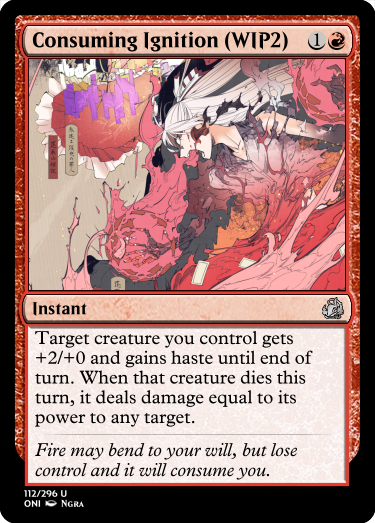 Consuming Ignition (WIP2) 1
Instant
Target creature you control gets
+2/+0 and gains haste until end of
turn. When that creature dies this
turn, it deals damage equal to its
power to any target.
Fire may bend to your will, but lose
control and it will consume you.
112/296 U
ONI NGRA